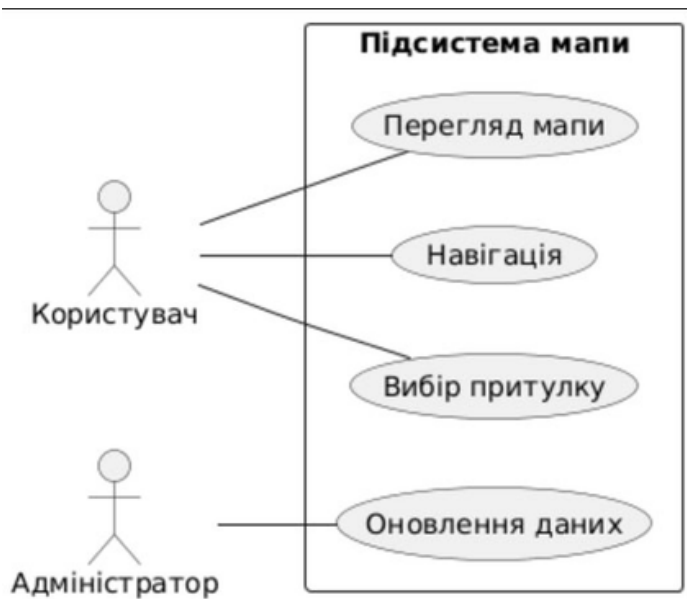 Підсистема мапи
Перегляд мапи
Навігація
Користувач
Вибір притулку
Оновлення даних
Адміністратор